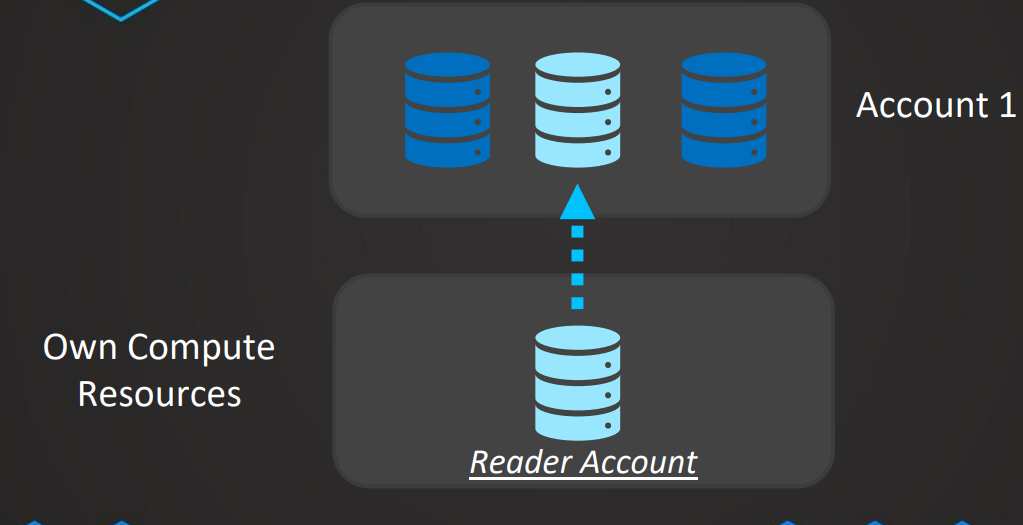 Account 1
Own Compute
Resources
Reader Account